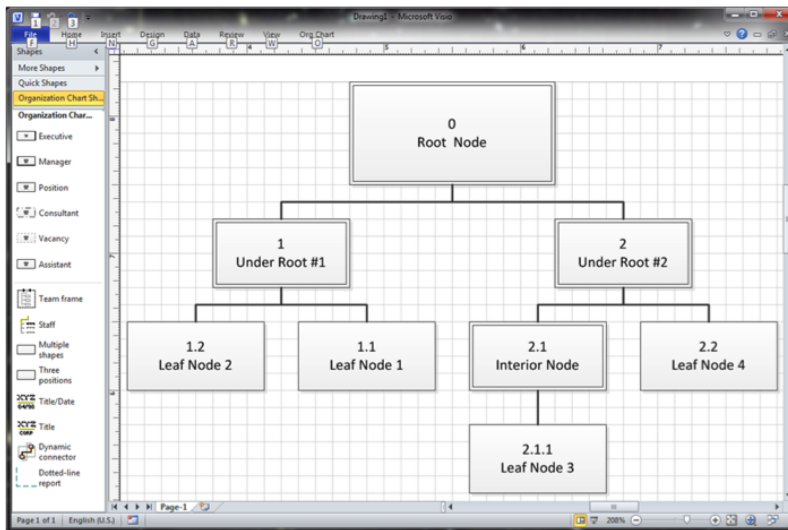 Drawing1 - Microsoft Visio
1 2 3
File Home Insert Design Data Review View Org Chart
F H N G A R W O
Shapes
More Shapes
Quick Shapes
Organization Chart Sh...
Organization Char...
Executive
Manager
Position
Consultant
Vacancy
Assistant
Team frame
Staff
Multiple
shapes
Three
positions
Title/Date
Title
Dynamic
connector
Dotted-line
report
0
Root Node
1
Under Root #1
2
Under Root #2
1.2
Leaf Node 2
1.1
Leaf Node 1
2.1
Interior Node
2.2
Leaf Node 4
2.1.1
Leaf Node 3
Page-1
Page 1 of 1 English (U.S.) 208%